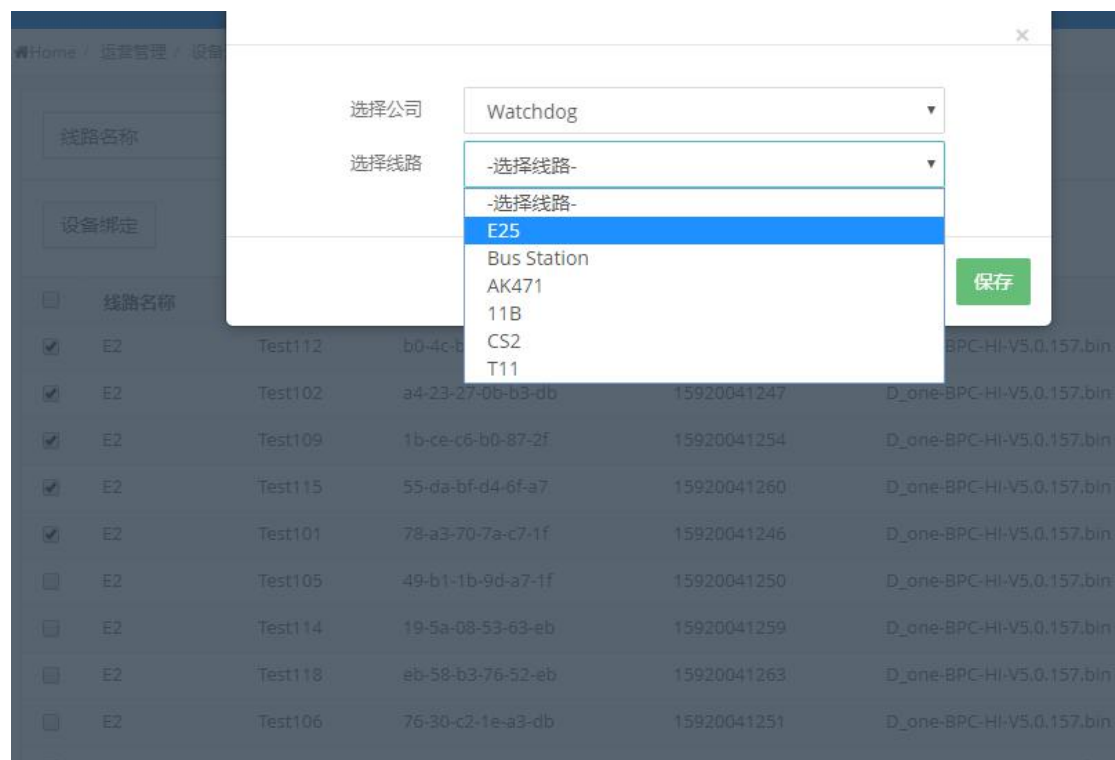 ×
Home / 运营管理 / 设备
选择公司 Watchdog
线路名称
选择线路 -选择线路-
-选择线路-
设备绑定
E25
Bus Station
AK471
保存
11B
线路名称
CS2
T11
E2 Test112 b0-4c-b BPC-HI-V5.0.157.bin
E2 Test102 a4-23-27-0b-b3-db 15920041247 D_one-BPC-HI-V5.0.157.bin
E2 Test109 1b-ce-c6-b0-87-2f 15920041254 D_one-BPC-HI-V5.0.157.bin
E2 Test115 55-da-bf-d4-6f-a7 15920041260 D_one-BPC-HI-V5.0.157.bin
E2 Test101 78-a3-70-7a-c7-1f 15920041246 D_one-BPC-HI-V5.0.157.bin
E2 Test105 49-b1-1b-9d-a7-1f 15920041250 D_one-BPC-HI-V5.0.157.bin
E2 Test114 19-5a-08-53-63-eb 15920041259 D_one-BPC-HI-V5.0.157.bin
E2 Test118 eb-58-b3-76-52-eb 15920041263 D_one-BPC-HI-V5.0.157.bin
E2 Test106 76-30-c2-1e-a3-db 15920041251 D_one-BPC-HI-V5.0.157.bin